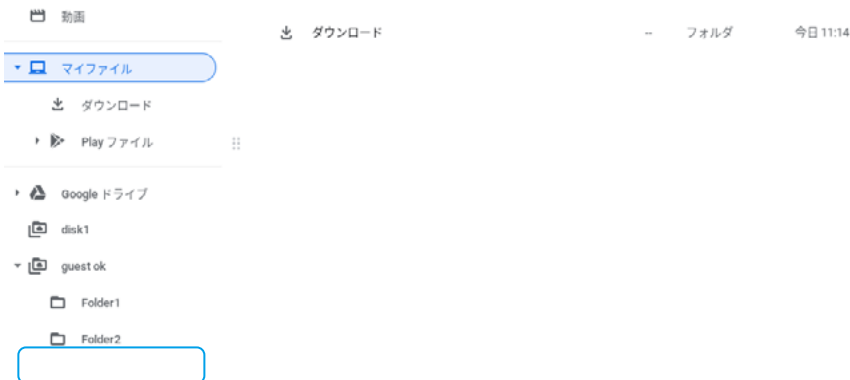 動画
ダウンロード -- フォルダ 今日 11:14
マイファイル
ダウンロード
Play ファイル
Google ドライブ
disk1
guest ok
Folder1
Folder2